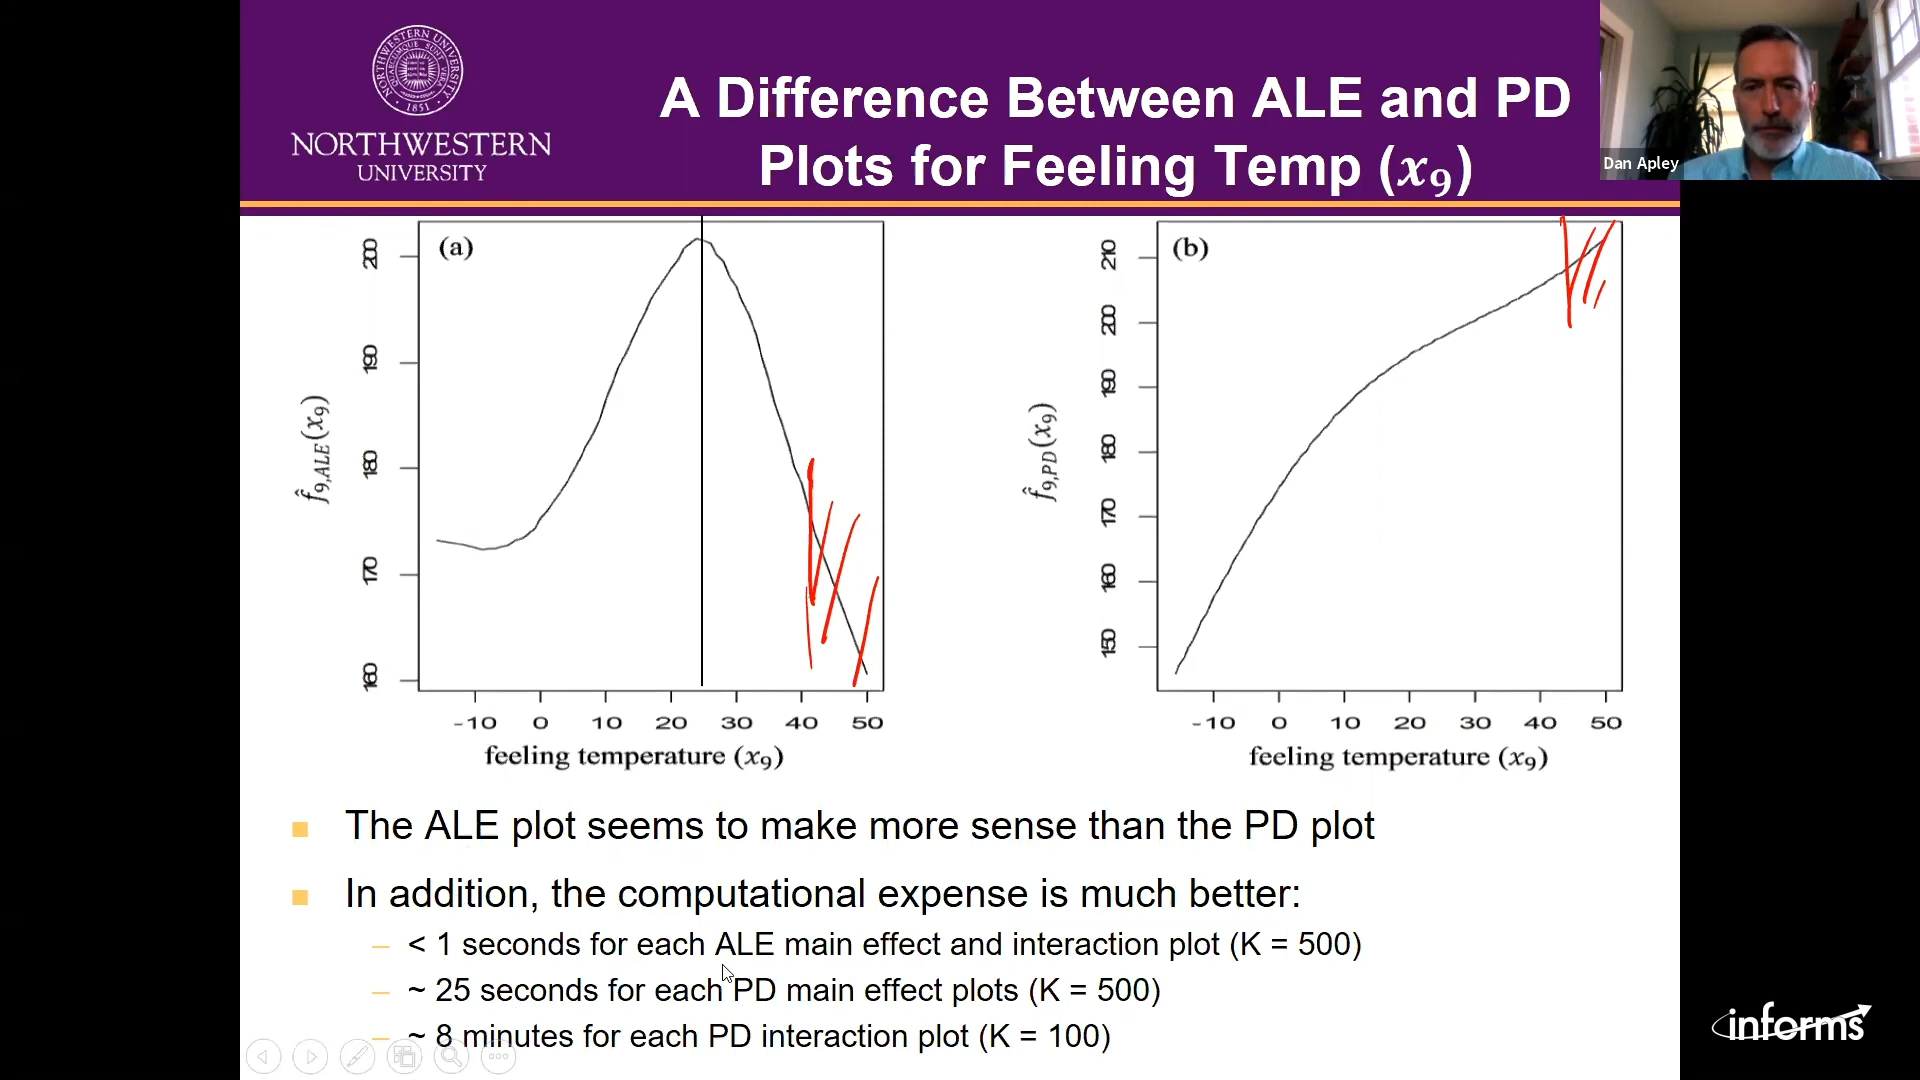 NORTHWESTERN
UNIVERSITY
1851
A Difference Between ALE and PD
Plots for Feeling Temp (x₉)
Dan Apley
(a)
200
190
180
170
160
f̂₉,ALE(x₉)
-10 0 10 20 30 40 50
feeling temperature (x₉)
(b)
210
200
190
180
170
160
150
f̂₉,PD(x₉)
-10 0 10 20 30 40 50
feeling temperature (x₉)
The ALE plot seems to make more sense than the PD plot
In addition, the computational expense is much better:
– < 1 seconds for each ALE main effect and interaction plot (K = 500)
– ~ 25 seconds for each PD main effect plots (K = 500)
– ~ 8 minutes for each PD interaction plot (K = 100)
informs